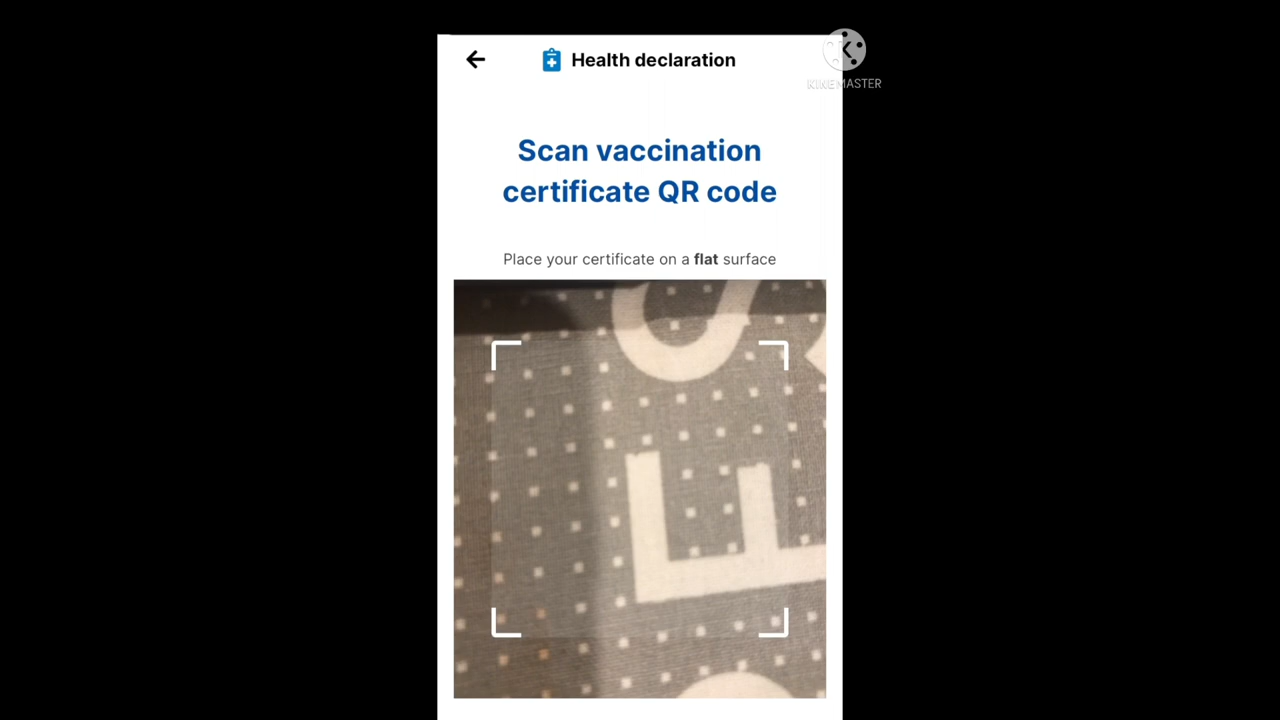 Health declaration
KINEMASTER
Scan vaccination
certificate QR code
Place your certificate on a flat surface
E